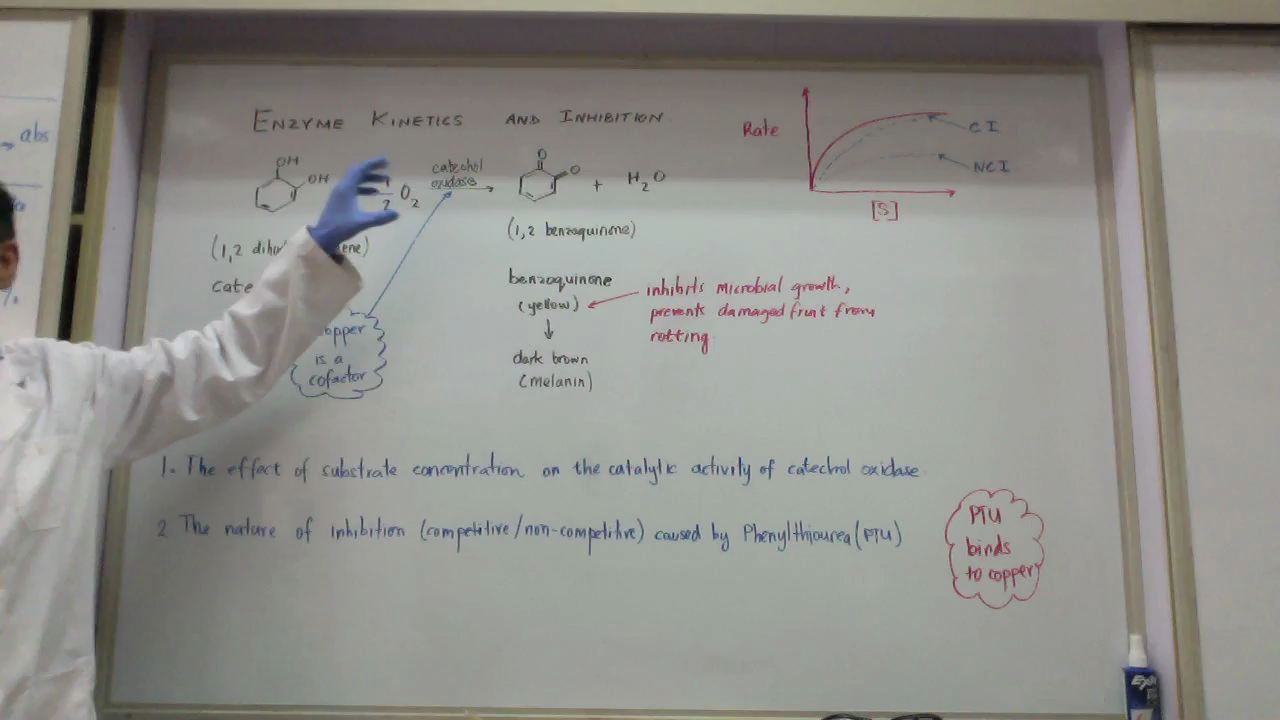 ENZYME KINETICS AND INHIBITION
abs
Rate
CI
NCI
[S]
OH
OH
1/2 O2
catechol
oxidase
O
O
+ H2O
(1,2 benzoquinone)
benzoquinone
(yellow)
dark brown
(melanin)
inhibits microbial growth,
prevents damaged fruit from
rotting.
is a
cofactor
1. The effect of substrate concentration on the catalytic activity of catechol oxidase
2 The nature of inhibition (competitive/non-competitive) caused by Phenylthiourea (PTU)
PTU
binds
to copper